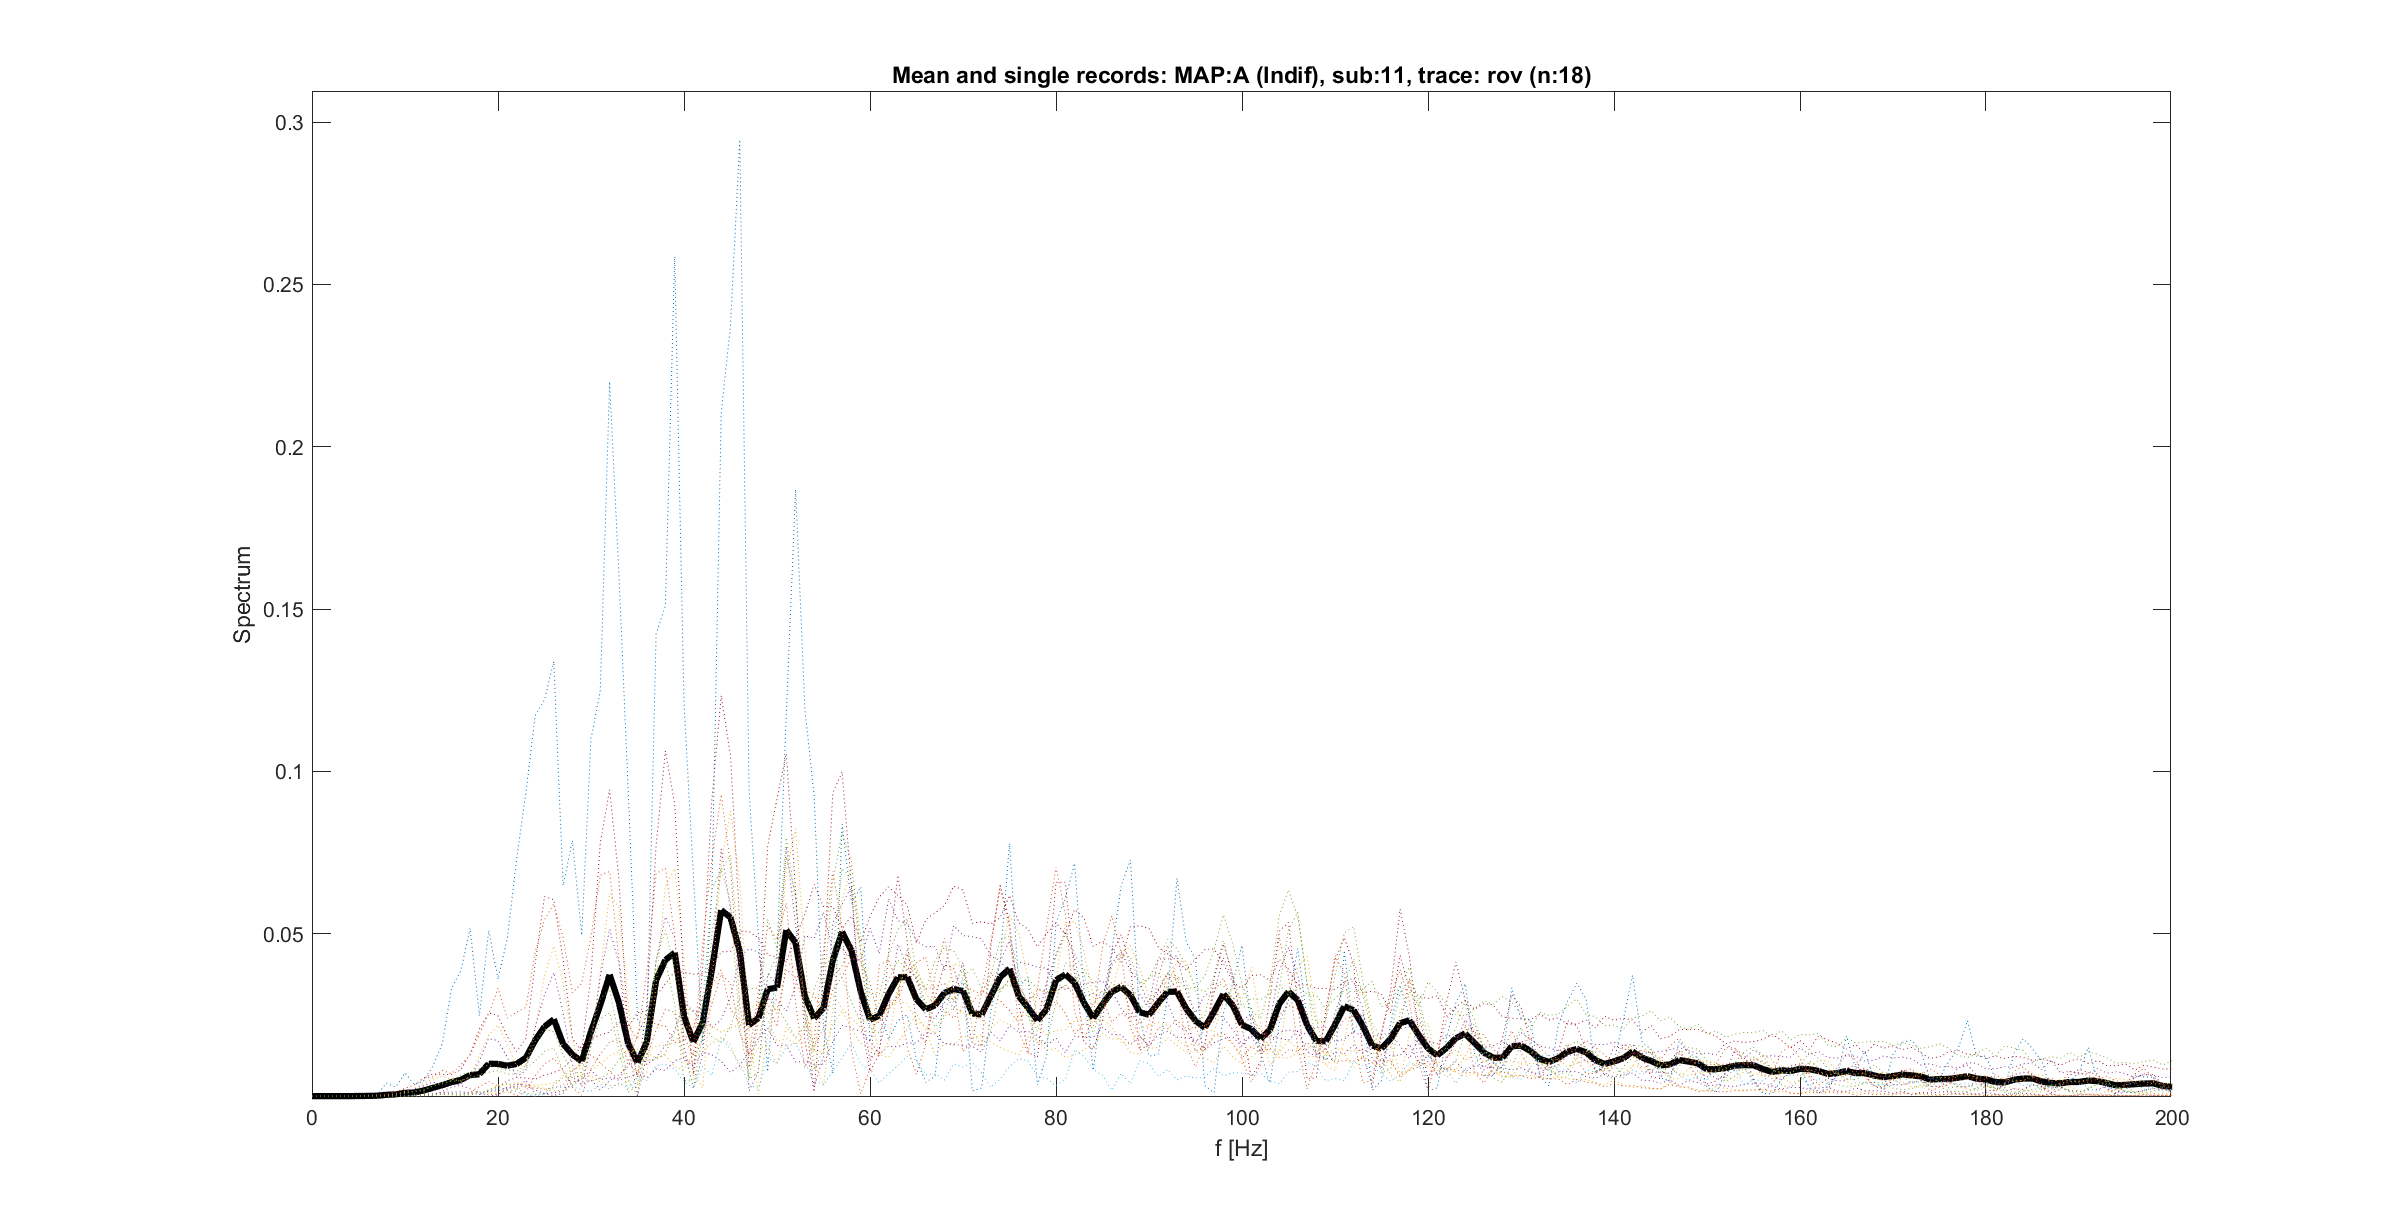 Mean and single records: MAP:A (Indif), sub:11, trace: rov (n:18)
0.3
0.25
0.2
0.15
0.1
0.05
Spectrum
0 20 40 60 80 100 120 140 160 180 200
f [Hz]